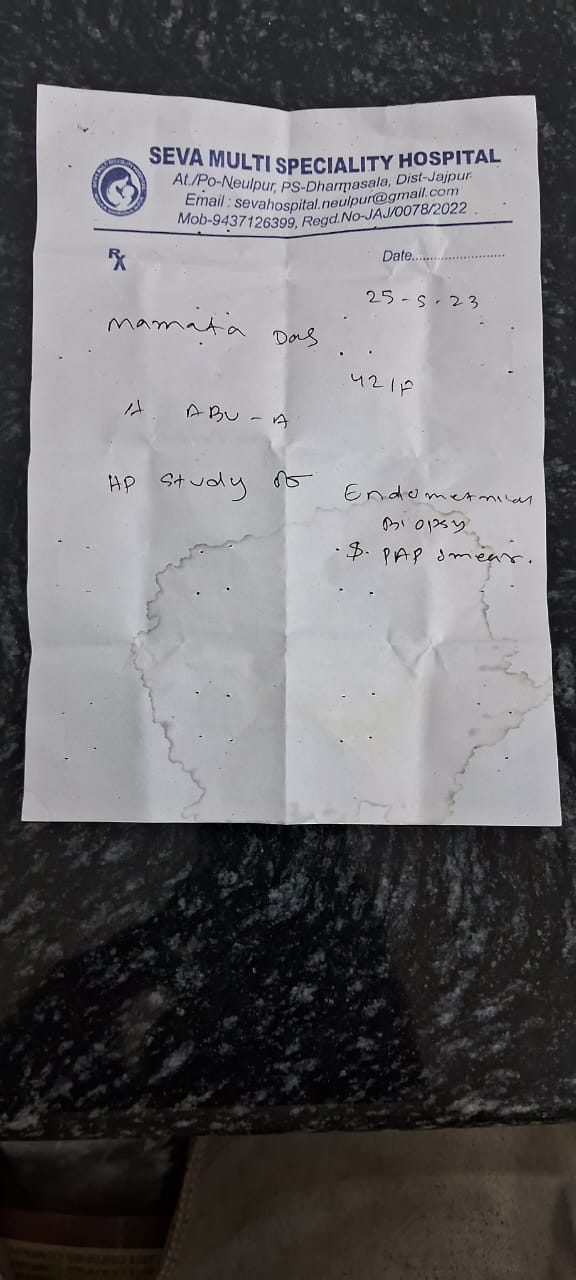 SEVA MULTI SPECIALITY HOSPITAL
At./Po-Neulpur, PS-Dharmasala, Dist-Jajpur
Email : sevahospital.neulpur@gmail.com
Mob-9437126399, Regd.No-JAJ/0078/2022
Rx
Date..........................
25-5-23
Mamata Das
42/F
ABU-A
HP Study of Endometrial
Biopsy
&. PAP smear.